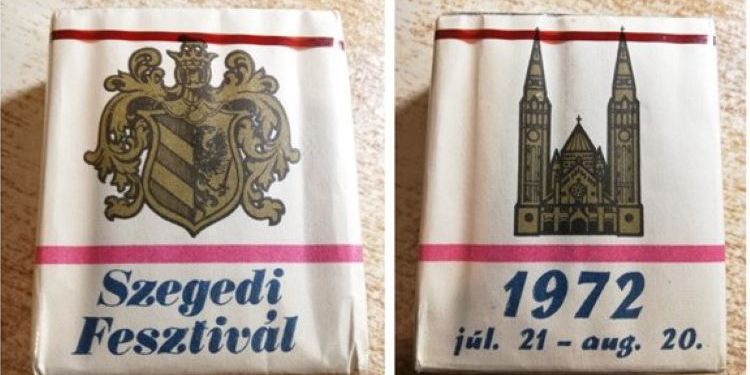 Szegedi
Fesztivál
1972
júl. 21 - aug. 20.